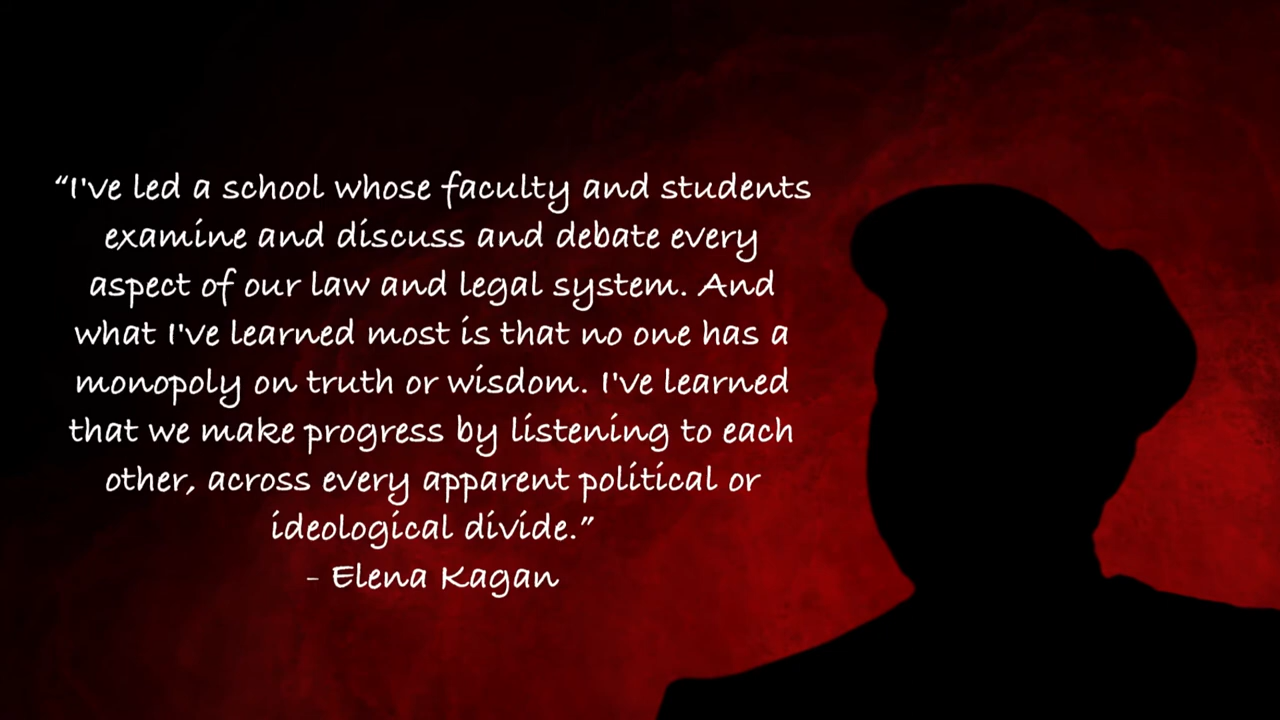 “I've led a school whose faculty and students
examine and discuss and debate every
aspect of our law and legal system. And
what I've learned most is that no one has a
monopoly on truth or wisdom. I've learned
that we make progress by listening to each
other, across every apparent political or
ideological divide.”
- Elena Kagan